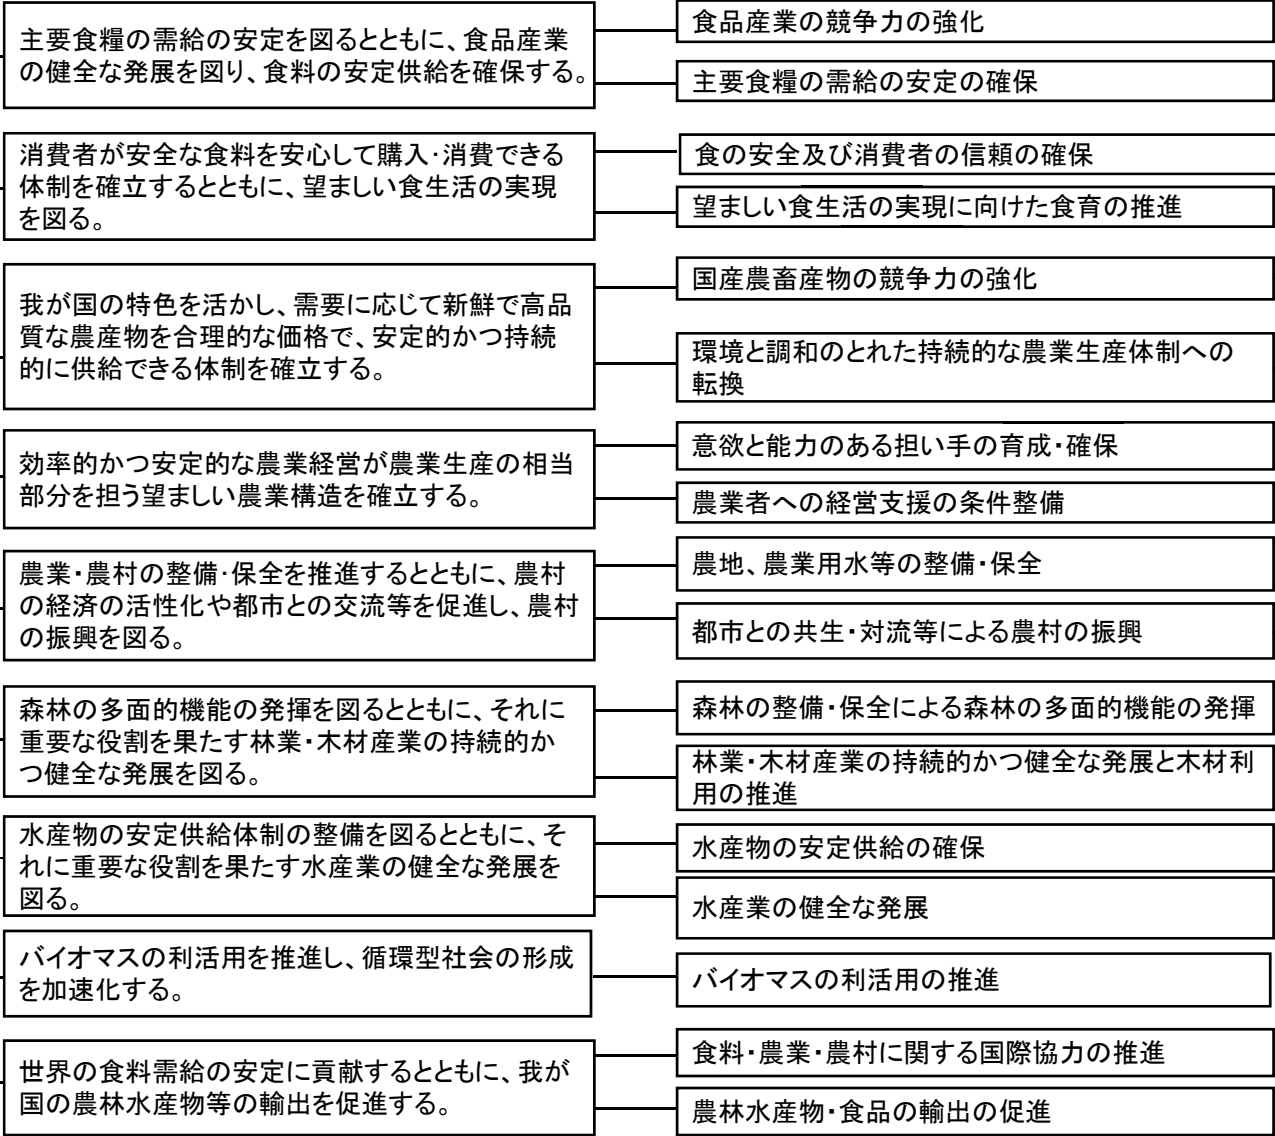 主要食糧の需給の安定を図るとともに、食品産業
の健全な発展を図り、食料の安定供給を確保する。
食品産業の競争力の強化
主要食糧の需給の安定の確保
消費者が安全な食料を安心して購入・消費できる
体制を確立するとともに、望ましい食生活の実現
を図る。
食の安全及び消費者の信頼の確保
望ましい食生活の実現に向けた食育の推進
我が国の特色を活かし、需要に応じて新鮮で高品
質な農産物を合理的な価格で、安定的かつ持続
的に供給できる体制を確立する。
国産農畜産物の競争力の強化
環境と調和のとれた持続的な農業生産体制への
転換
効率的かつ安定的な農業経営が農業生産の相当
部分を担う望ましい農業構造を確立する。
意欲と能力のある担い手の育成・確保
農業者への経営支援の条件整備
農業・農村の整備・保全を推進するとともに、農村
の経済の活性化や都市との交流等を促進し、農村
の振興を図る。
農地、農業用水等の整備・保全
都市との共生・対流等による農村の振興
森林の多面的機能の発揮を図るとともに、それに
重要な役割を果たす林業・木材産業の持続的か
つ健全な発展を図る。
森林の整備・保全による森林の多面的機能の発揮
林業・木材産業の持続的かつ健全な発展と木材利
用の推進
水産物の安定供給体制の整備を図るとともに、そ
れに重要な役割を果たす水産業の健全な発展を
図る。
水産物の安定供給の確保
水産業の健全な発展
バイオマスの利活用を推進し、循環型社会の形成
を加速化する。
バイオマスの利活用の推進
世界の食料需給の安定に貢献するとともに、我が
国の農林水産物等の輸出を促進する。
食料・農業・農村に関する国際協力の推進
農林水産物・食品の輸出の促進